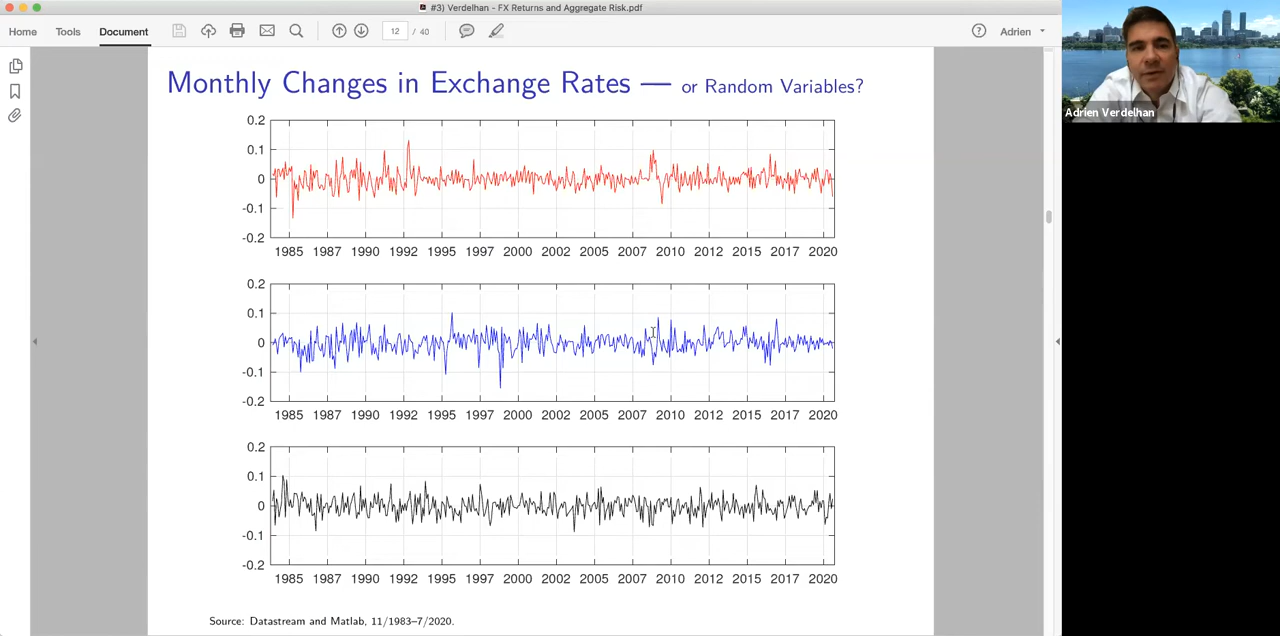 #3) Verdelhan - FX Returns and Aggregate Risk.pdf
Home Tools Document 12 / 40 Adrien
Adrien Verdelhan
Monthly Changes in Exchange Rates — or Random Variables?
0.2
0.1
0
-0.1
-0.2
1985 1987 1990 1992 1995 1997 2000 2002 2005 2007 2010 2012 2015 2017 2020
0.2
0.1
0
-0.1
-0.2
1985 1987 1990 1992 1995 1997 2000 2002 2005 2007 2010 2012 2015 2017 2020
0.2
0.1
0
-0.1
-0.2
1985 1987 1990 1992 1995 1997 2000 2002 2005 2007 2010 2012 2015 2017 2020
Source: Datastream and Matlab, 11/1983–7/2020.